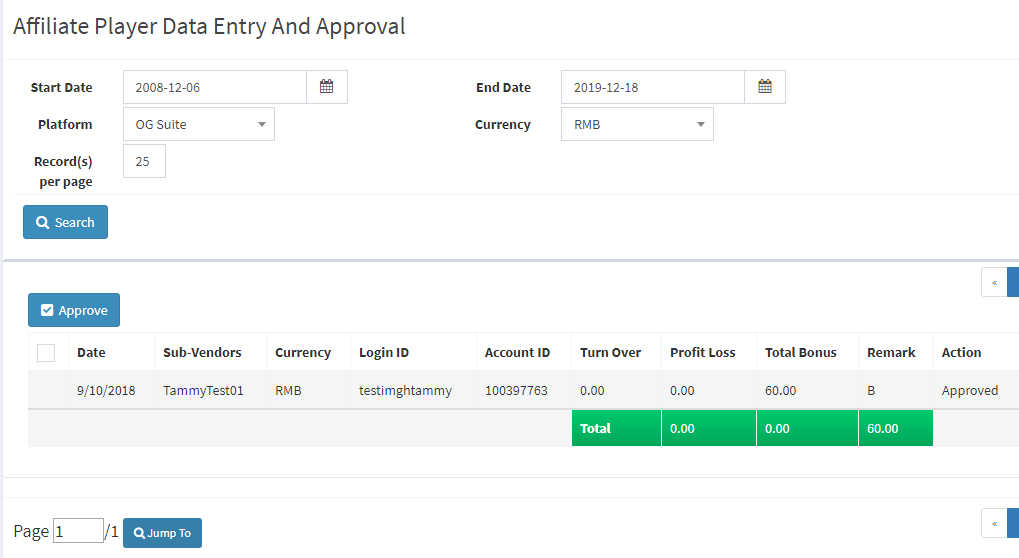 Affiliate Player Data Entry And Approval
Start Date 2008-12-06 End Date 2019-12-18
Platform OG Suite Currency RMB
Record(s) per page 25
Search
«
Approve
Date Sub-Vendors Currency Login ID Account ID Turn Over Profit Loss Total Bonus Remark Action
9/10/2018 TammyTest01 RMB testimghtammy 100397763 0.00 0.00 60.00 B Approved
Total 0.00 0.00 60.00
Page 1 /1 Jump To «